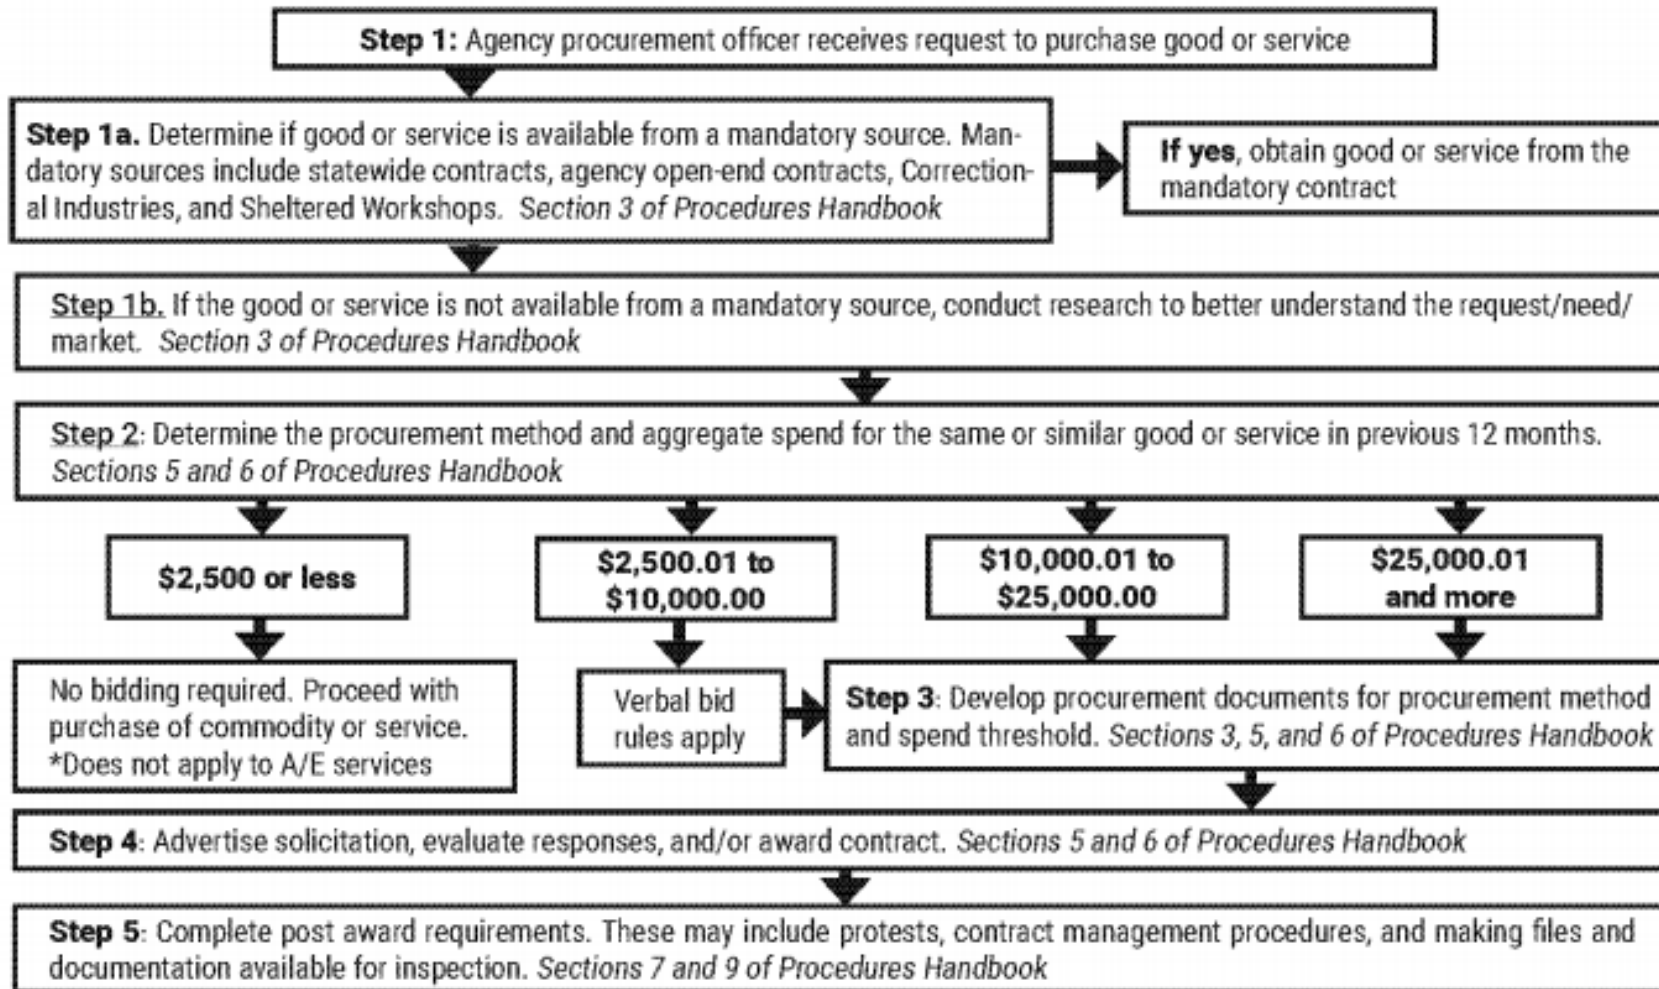 Step 1: Agency procurement officer receives request to purchase good or service
Step 1a. Determine if good or service is available from a mandatory source. Man-
datory sources include statewide contracts, agency open-end contracts, Correction-
al Industries, and Sheltered Workshops. Section 3 of Procedures Handbook
If yes, obtain good or service from the
mandatory contract
Step 1b. If the good or service is not available from a mandatory source, conduct research to better understand the request/need/
market. Section 3 of Procedures Handbook
Step 2: Determine the procurement method and aggregate spend for the same or similar good or service in previous 12 months.
Sections 5 and 6 of Procedures Handbook
$2,500 or less
$2,500.01 to
$10,000.00
$10,000.01 to
$25,000.00
$25,000.01
and more
No bidding required. Proceed with
purchase of commodity or service.
*Does not apply to A/E services
Verbal bid
rules apply
Step 3: Develop procurement documents for procurement method
and spend threshold. Sections 3, 5, and 6 of Procedures Handbook
Step 4: Advertise solicitation, evaluate responses, and/or award contract. Sections 5 and 6 of Procedures Handbook
Step 5: Complete post award requirements. These may include protests, contract management procedures, and making files and
documentation available for inspection. Sections 7 and 9 of Procedures Handbook